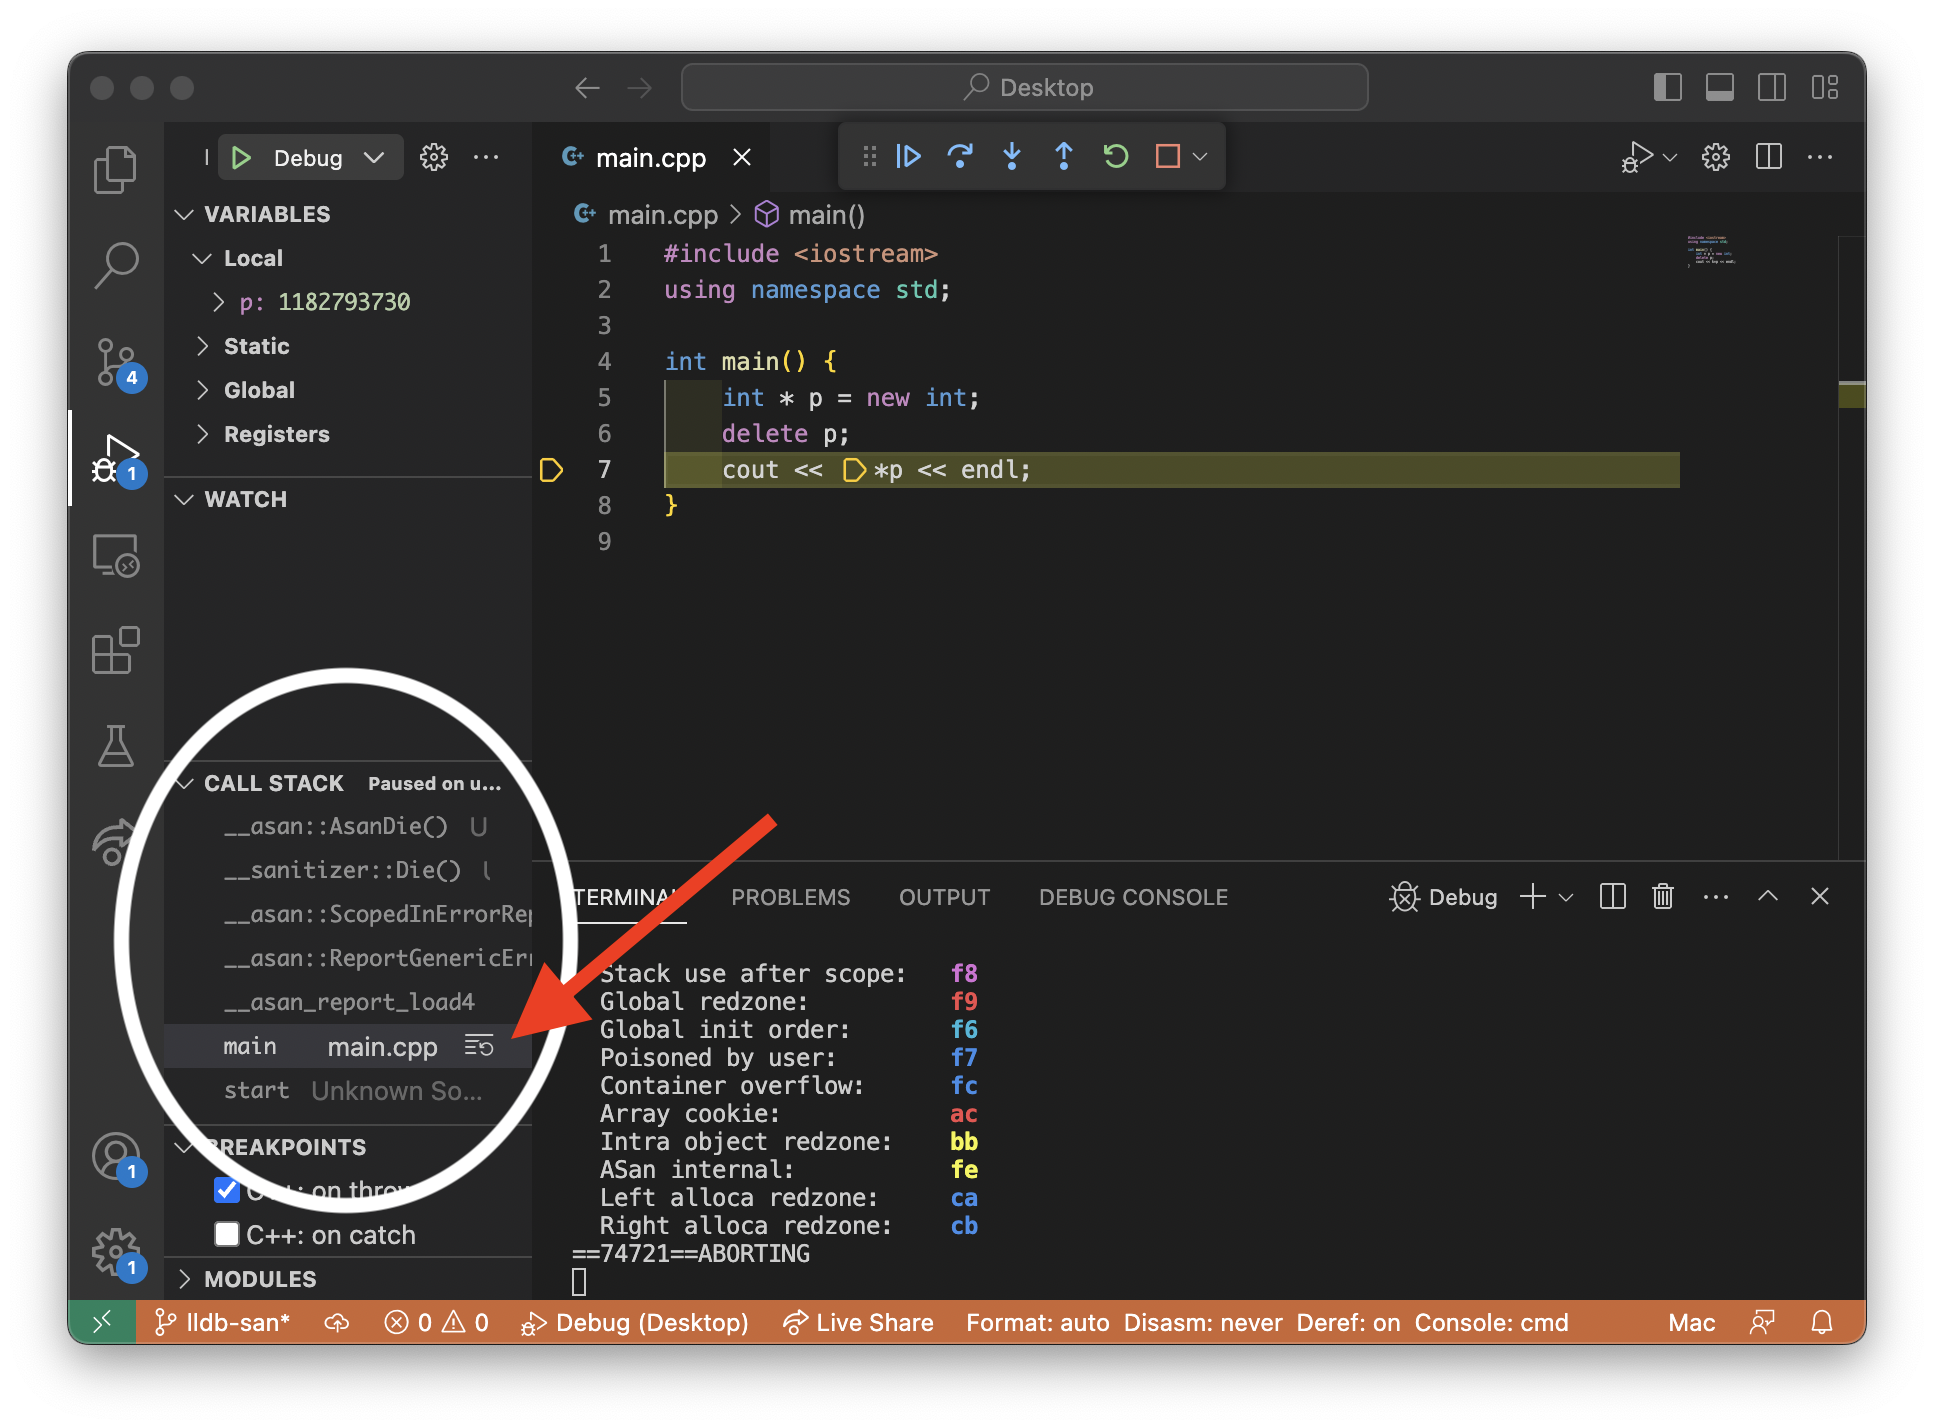 Desktop
Debug
VARIABLES
Local
p: 1182793730
Static
Global
Registers
WATCH
CALL STACK Paused on u...
__asan::AsanDie() U
__sanitizer::Die()
__asan::ScopedInErrorRep
__asan::ReportGenericErr
__asan_report_load4
main main.cpp
start Unknown So...
BREAKPOINTS
C++: on throw
C++: on catch
MODULES
4
1
1
1
main.cpp
main.cpp > main()
1 #include <iostream>
2 using namespace std;
3
4 int main() {
5 int * p = new int;
6 delete p;
7 cout << *p << endl;
8 }
9
TERMINAL PROBLEMS OUTPUT DEBUG CONSOLE Debug
Stack use after scope: f8
Global redzone: f9
Global init order: f6
Poisoned by user: f7
Container overflow: fc
Array cookie: ac
Intra object redzone: bb
ASan internal: fe
Left alloca redzone: ca
Right alloca redzone: cb
==74721==ABORTING
lldb-san* 0 0 Debug (Desktop) Live Share Format: auto Disasm: never Deref: on Console: cmd Mac